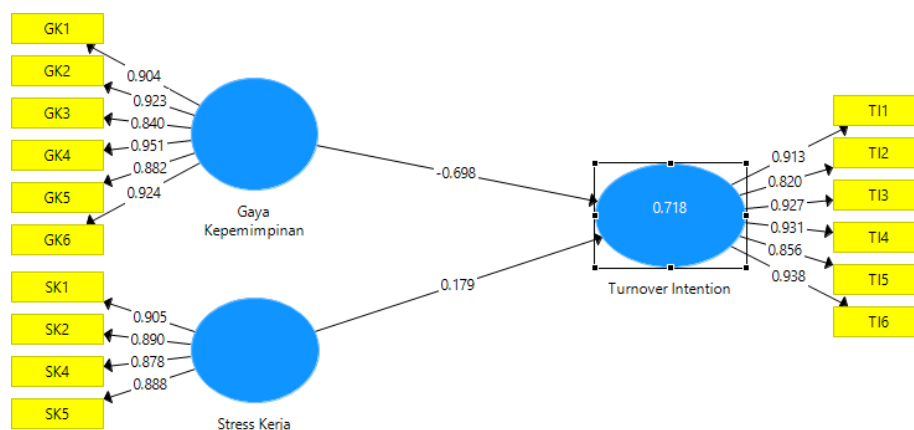 GK1
GK2
GK3
GK4
GK5
GK6
0.904
0.923
0.840
0.951
0.882
0.924
Gaya
Kepemimpinan
-0.698
SK1
SK2
SK4
SK5
0.905
0.890
0.878
0.888
Stress Kerja
0.179
0.718
Turnover Intention
0.913
0.820
0.927
0.931
0.856
0.938
TI1
TI2
TI3
TI4
TI5
TI6